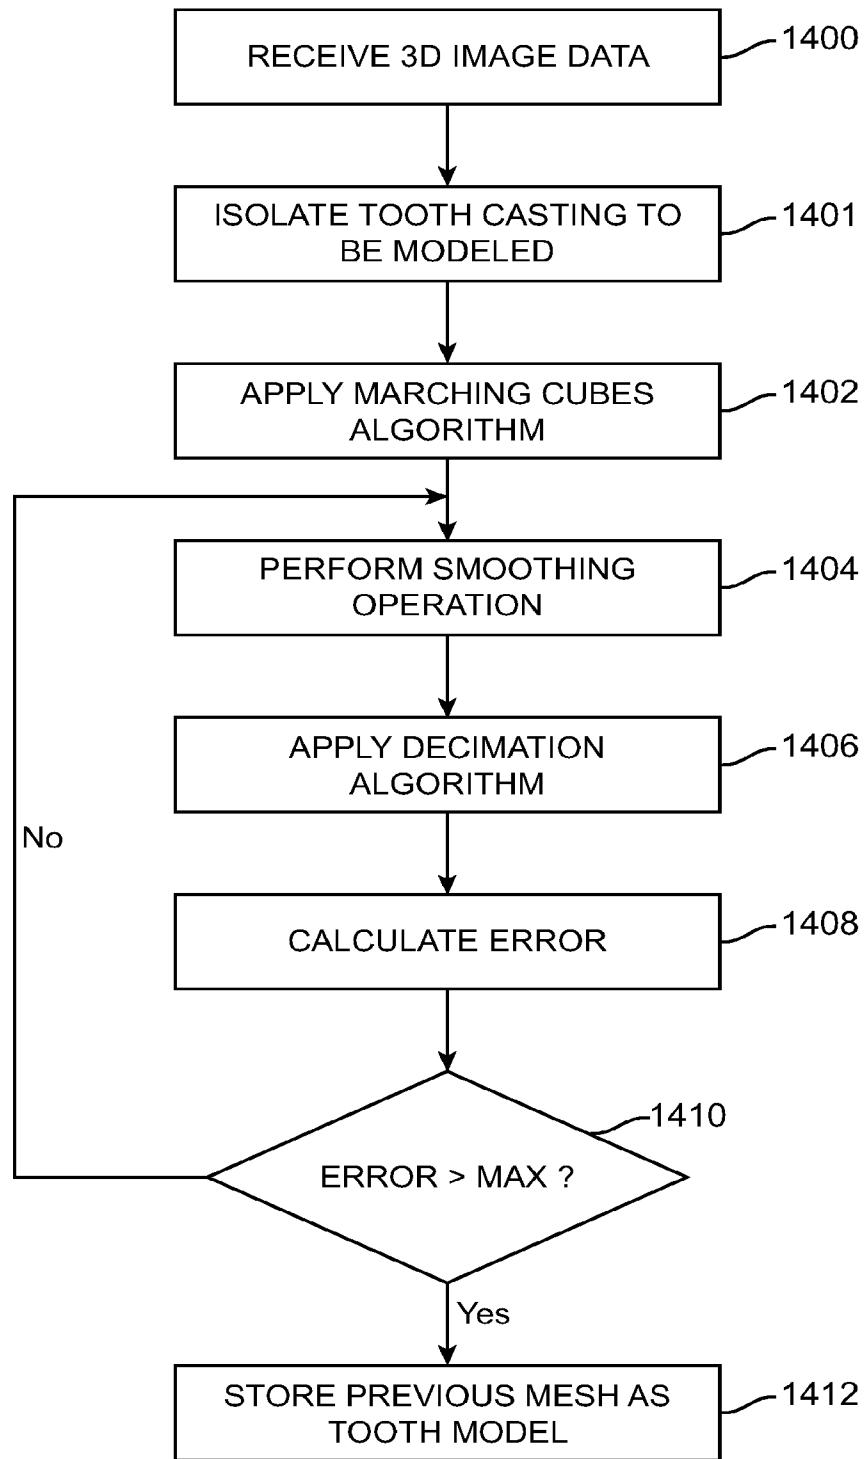 RECEIVE 3D IMAGE DATA
1400
ISOLATE TOOTH CASTING TO
BE MODELED
1401
APPLY MARCHING CUBES
ALGORITHM
1402
PERFORM SMOOTHING
OPERATION
1404
APPLY DECIMATION
ALGORITHM
1406
No
CALCULATE ERROR
1408
ERROR > MAX ?
1410
Yes
STORE PREVIOUS MESH AS
TOOTH MODEL
1412